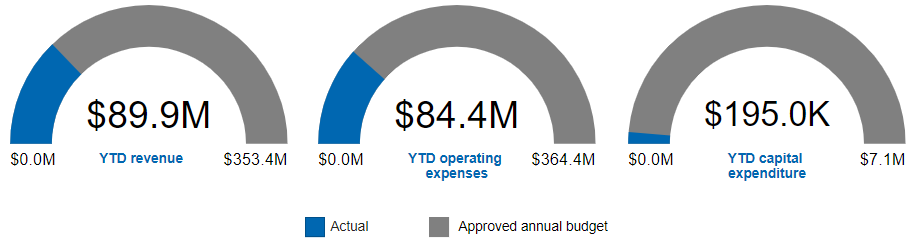 $89.9M
$0.0M
YTD revenue
$353.4M
$84.4M
$0.0M
YTD operating
expenses
$364.4M
$195.0K
$0.0M
YTD capital
expenditure
$7.1M
Actual
Approved annual budget